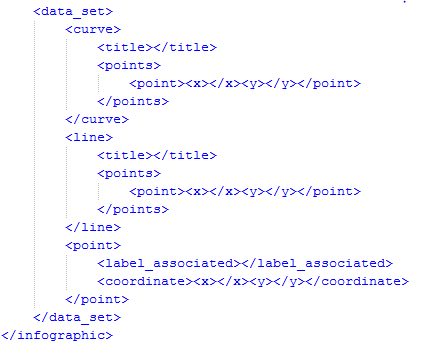 <data_set>
<curve>
<title></title>
<points>
<point><x></x><y></y></point>
</points>
</curve>
<line>
<title></title>
<points>
<point><x></x><y></y></point>
</points>
</line>
<point>
<label_associated></label_associated>
<coordinate><x></x><y></y></coordinate>
</point>
</data_set>
</infographic>